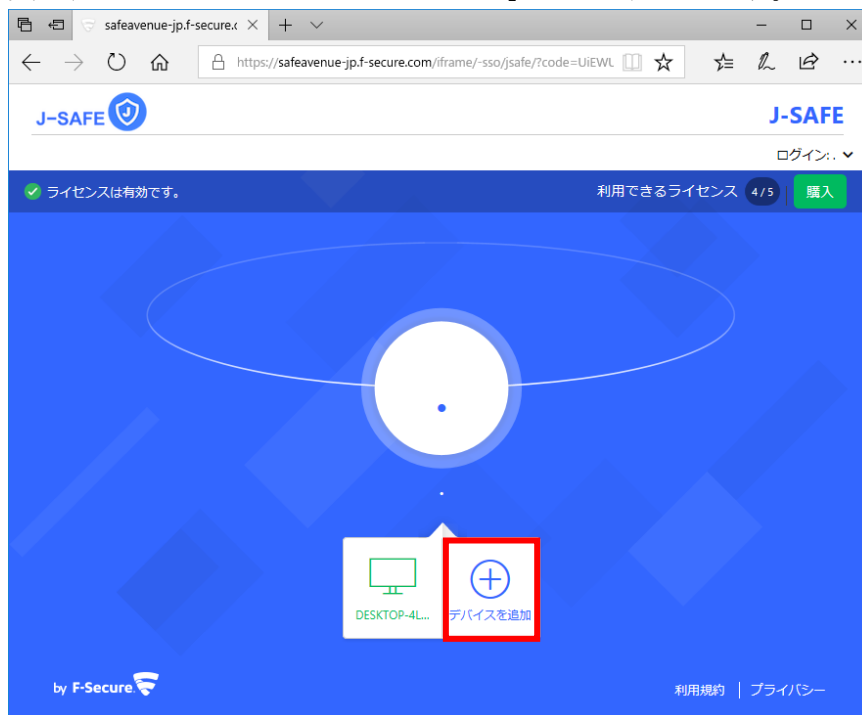 safeavenue-jp.f-secure.c
https://safeavenue-jp.f-secure.com/iframe/-sso/jsafe/?code=UiEWL
J-SAFE J
J-SAFE
ログイン: .
ライセンスは有効です。
利用できるライセンス 4/5 購入
DESKTOP-4L...
デバイスを追加
by F-Secure.
利用規約 | プライバシー